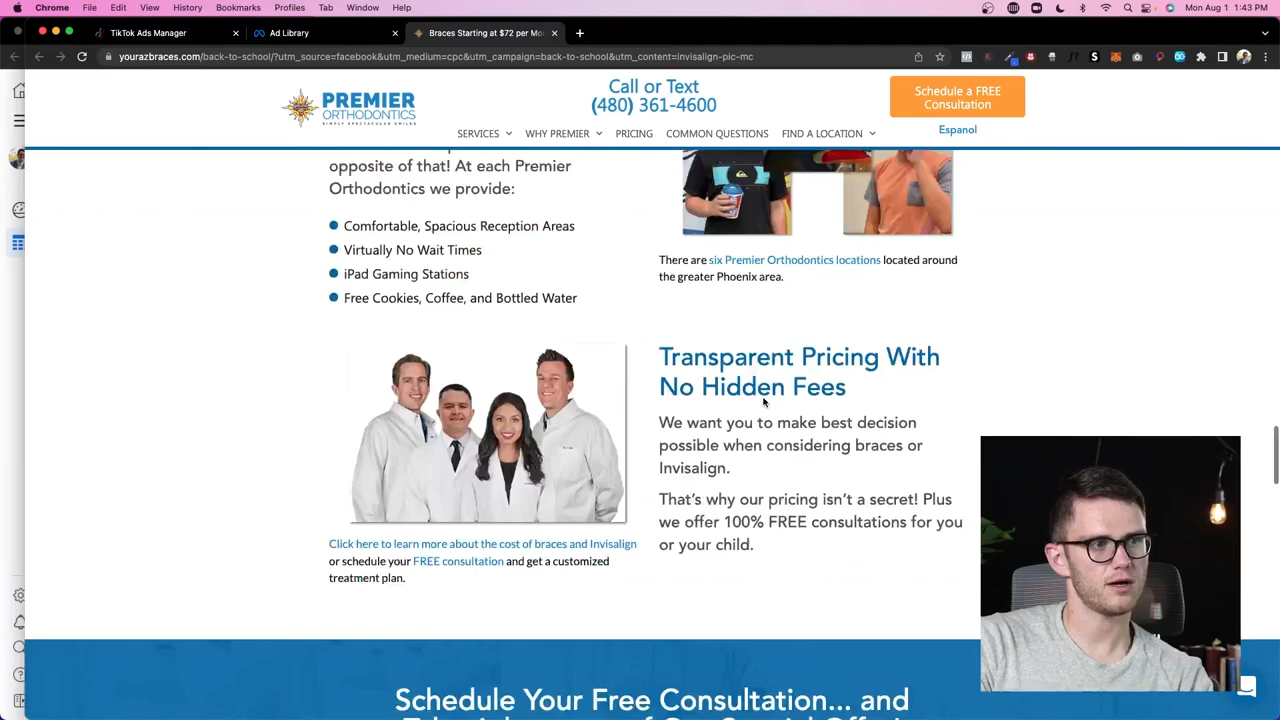 Chrome File Edit View History Bookmarks Profiles Tab Window Help Mon Aug 1 1:43 PM
TikTok Ads Manager × Ad Library × Braces Starting at $72 per Mo × +
yourazbraces.com/back-to-school/?utm_source=facebook&utm_medium=cpc&utm_campaign=back-to-school&utm_content=invisalign-pic-mc
PREMIER
ORTHODONTICS
SIMPLY SPECTACULAR SMILES
Call or Text
(480) 361-4600
Schedule a FREE
Consultation
Espanol
SERVICES WHY PREMIER PRICING COMMON QUESTIONS FIND A LOCATION
opposite of that! At each Premier
Orthodontics we provide:
Comfortable, Spacious Reception Areas
Virtually No Wait Times
iPad Gaming Stations
Free Cookies, Coffee, and Bottled Water
There are six Premier Orthodontics locations located around
the greater Phoenix area.
Click here to learn more about the cost of braces and Invisalign
or schedule your FREE consultation and get a customized
treatment plan.
Transparent Pricing With
No Hidden Fees
We want you to make best decision
possible when considering braces or
Invisalign.
That's why our pricing isn't a secret! Plus
we offer 100% FREE consultations for you
or your child.
Schedule Your Free Consultation... and